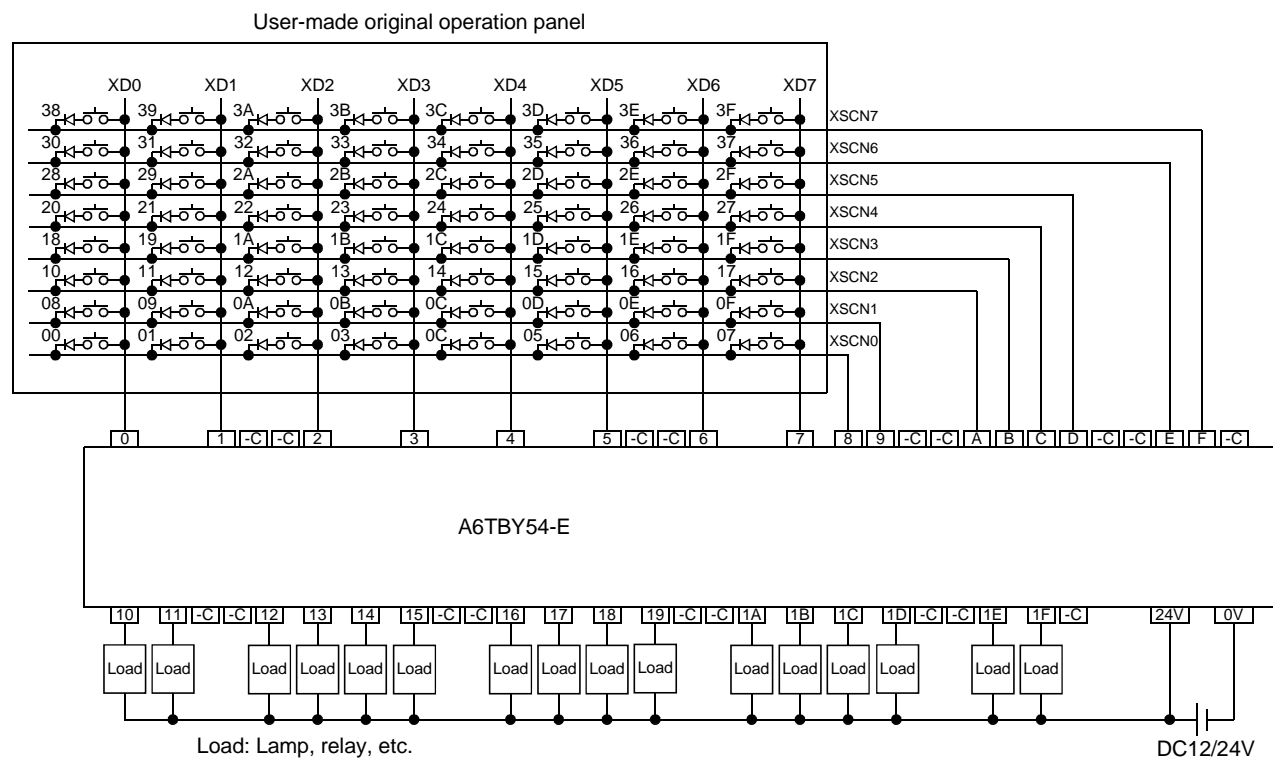 User-made original operation panel
XD0 XD1 XD2 XD3 XD4 XD5 XD6 XD7
38 39 3A 3B 3C 3D 3E 3F XSCN7
30 31 32 33 34 35 36 37 XSCN6
28 29 2A 2B 2C 2D 2E 2F XSCN5
20 21 22 23 24 25 26 27 XSCN4
18 19 1A 1B 1C 1D 1E 1F XSCN3
10 11 12 13 14 15 16 17 XSCN2
08 09 0A 0B 0C 0D 0E 0F XSCN1
00 01 02 03 0C 05 06 07 XSCN0
0 1 -C -C 2 3 4 5 -C -C 6 7 8 9 -C -C A B C D -C -C E F -C
A6TBY54-E
10 11 -C -C 12 13 14 15 -C -C 16 17 18 19 -C -C 1A 1B 1C 1D -C -C 1E 1F -C 24V 0V
Load Load Load Load Load Load Load Load Load Load Load Load Load Load Load Load
Load: Lamp, relay, etc.
DC12/24V